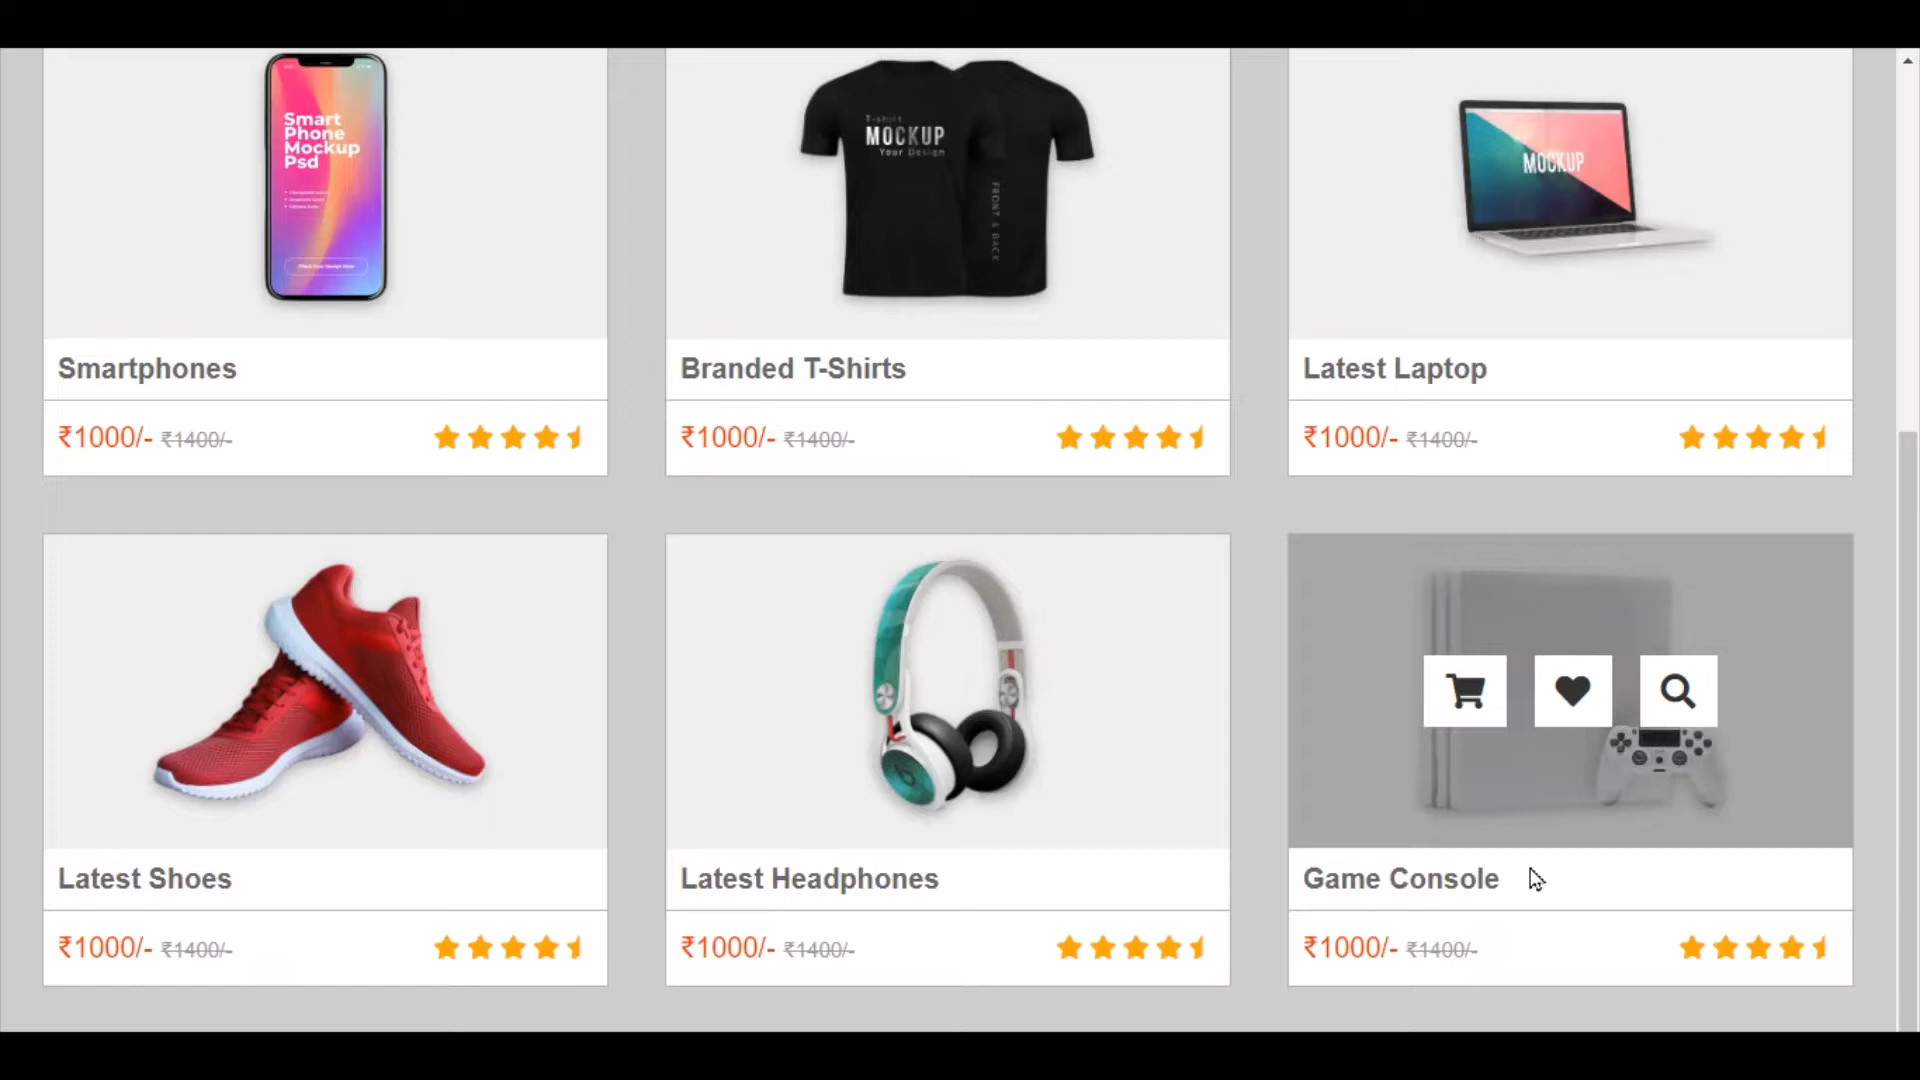 Smart
Phone
Mockup
Psd
T-shirt
MOCKUP
Your Design
FRONT & BACK
MOCKUP
Smartphones
Branded T-Shirts
Latest Laptop
₹1000/- ₹1400/-
₹1000/- ₹1400/-
₹1000/- ₹1400/-
Latest Shoes
Latest Headphones
Game Console
₹1000/- ₹1400/-
₹1000/- ₹1400/-
₹1000/- ₹1400/-